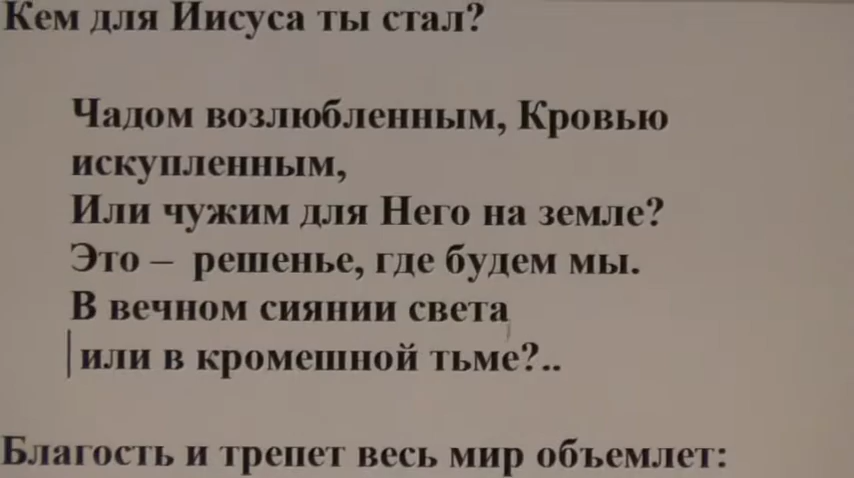 Кем для Иисуса ты стал?
Чадом возлюбленным, Кровью
искупленным,
Или чужим для Него на земле?
Это – решенье, где будем мы.
В вечном сиянии света
или в кромешной тьме?..
Благость и трепет весь мир объемлет: